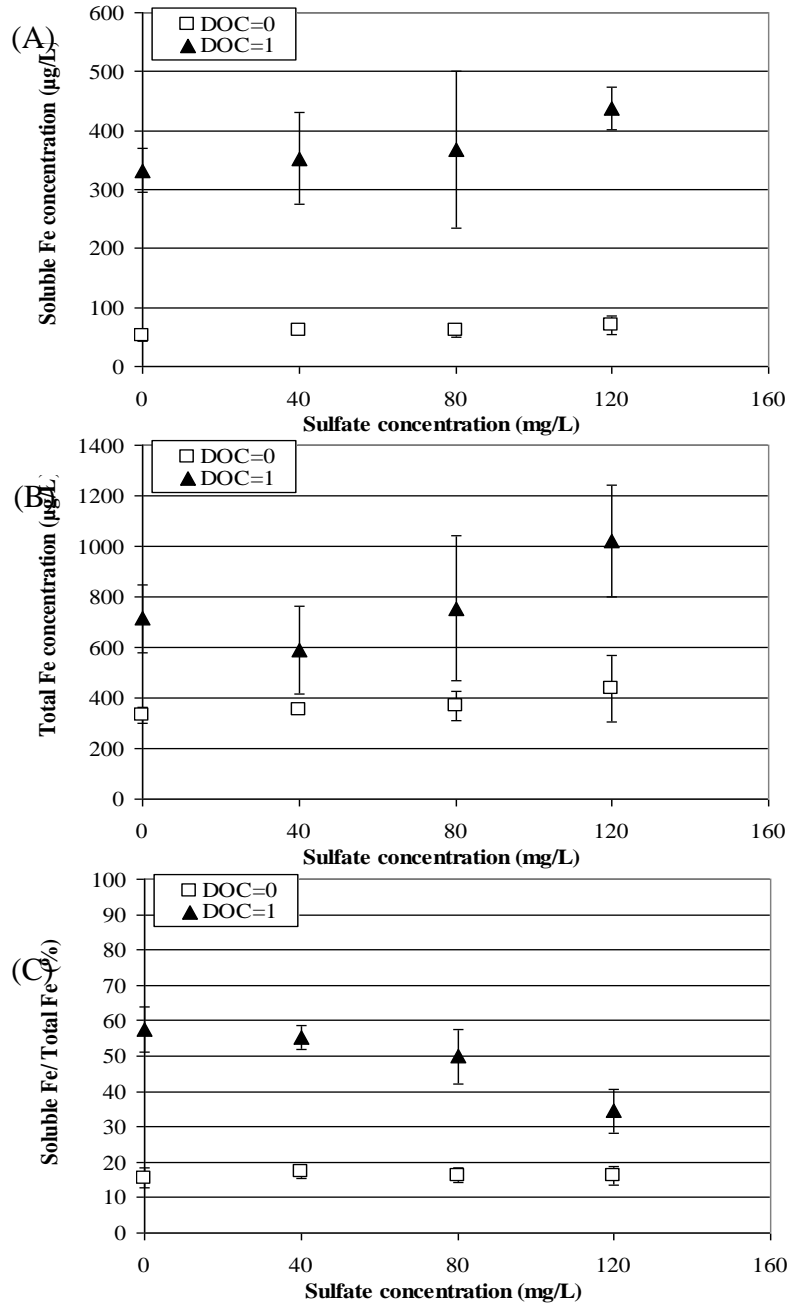 (A)
DOC=0
DOC=1
Soluble Fe concentration (µg/L)
600
500
400
300
200
100
0
0 40 80 120 160
Sulfate concentration (mg/L)
(B)
DOC=0
DOC=1
Total Fe concentration (µg/L)
1400
1200
1000
800
600
400
200
0
0 40 80 120 160
Sulfate concentration (mg/L)
(C)
DOC=0
DOC=1
Soluble Fe/ Total Fe (%)
100
90
80
70
60
50
40
30
20
10
0
0 40 80 120 160
Sulfate concentration (mg/L)